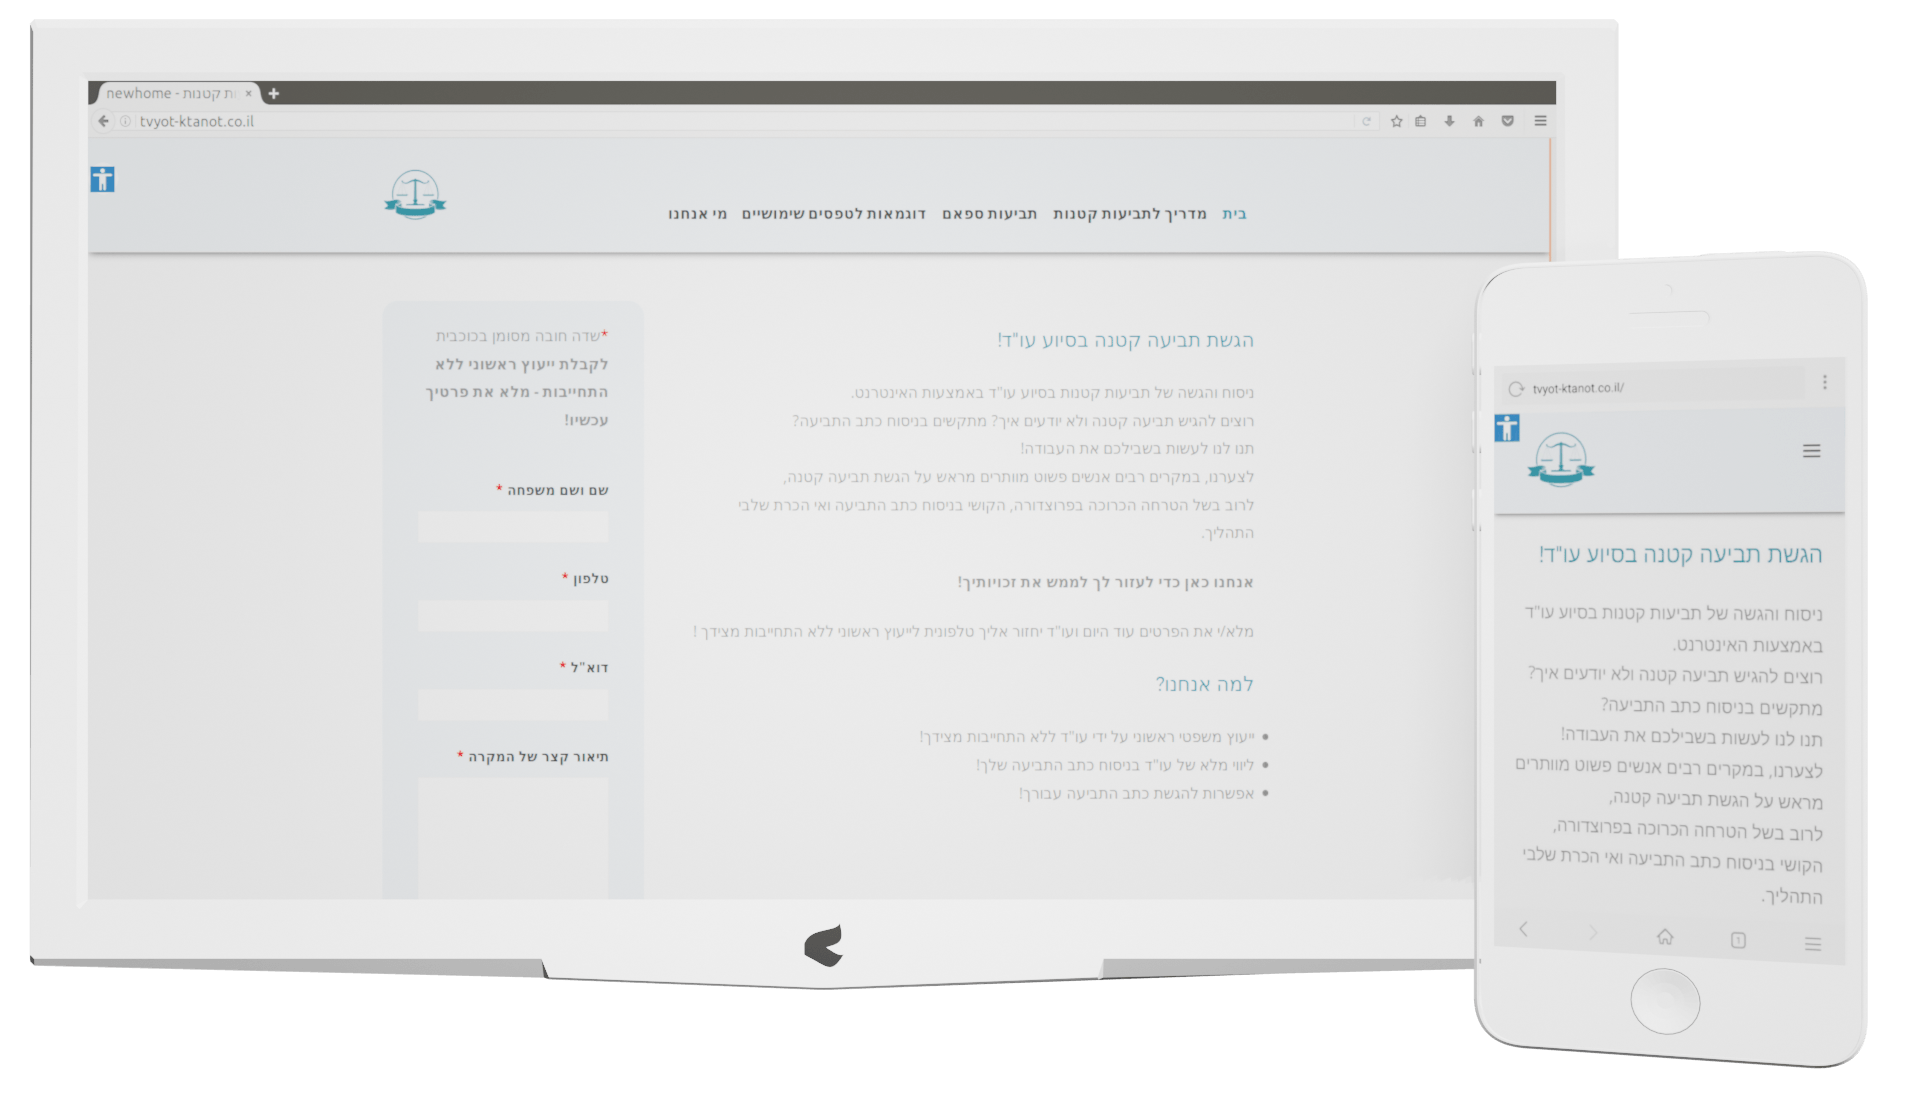 newhome - ות קטנות
tvyot-ktanot.co.il
בית מדריך לתביעות קטנות תביעות ספאם דוגמאות לטפסים שימושיים מי אנחנו
הגשת תביעה קטנה בסיוע עו"ד!
ניסוח והגשה של תביעות קטנות בסיוע עו"ד באמצעות האינטרנט.
רוצים להגיש תביעה קטנה ולא יודעים איך? מתקשים בניסוח כתב התביעה?
תנו לנו לעשות בשבילכם את העבודה!
לצערנו, במקרים רבים אנשים פשוט מוותרים מראש על הגשת תביעה קטנה,
לרוב בשל הטרחה הכרוכה בפרוצדורה, הקושי בניסוח כתב התביעה ואי הכרת שלבי
התהליך.
אנחנו כאן כדי לעזור לך לממש את זכויותיך!
מלא/י את הפרטים עוד היום ועו"ד יחזור אליך טלפונית לייעוץ ראשוני ללא התחייבות מצידך !
למה אנחנו?
• ייעוץ משפטי ראשוני על ידי עו"ד ללא התחייבות מצידך!
• ליווי מלא של עו"ד בניסוח כתב התביעה שלך!
• אפשרות להגשת כתב התביעה עבורך!
*שדה חובה מסומן בכוכבית
לקבלת ייעוץ ראשוני ללא
התחייבות - מלא את פרטיך
עכשיו!
שם ושם משפחה *
טלפון *
דוא"ל *
תיאור קצר של המקרה *
tvyot-ktanot.co.il/
הגשת תביעה קטנה בסיוע עו"ד!
ניסוח והגשה של תביעות קטנות בסיוע עו"ד
באמצעות האינטרנט.
רוצים להגיש תביעה קטנה ולא יודעים איך?
מתקשים בניסוח כתב התביעה?
תנו לנו לעשות בשבילכם את העבודה!
לצערנו, במקרים רבים אנשים פשוט מוותרים
מראש על הגשת תביעה קטנה,
לרוב בשל הטרחה הכרוכה בפרוצדורה,
הקושי בניסוח כתב התביעה ואי הכרת שלבי
התהליך.
1